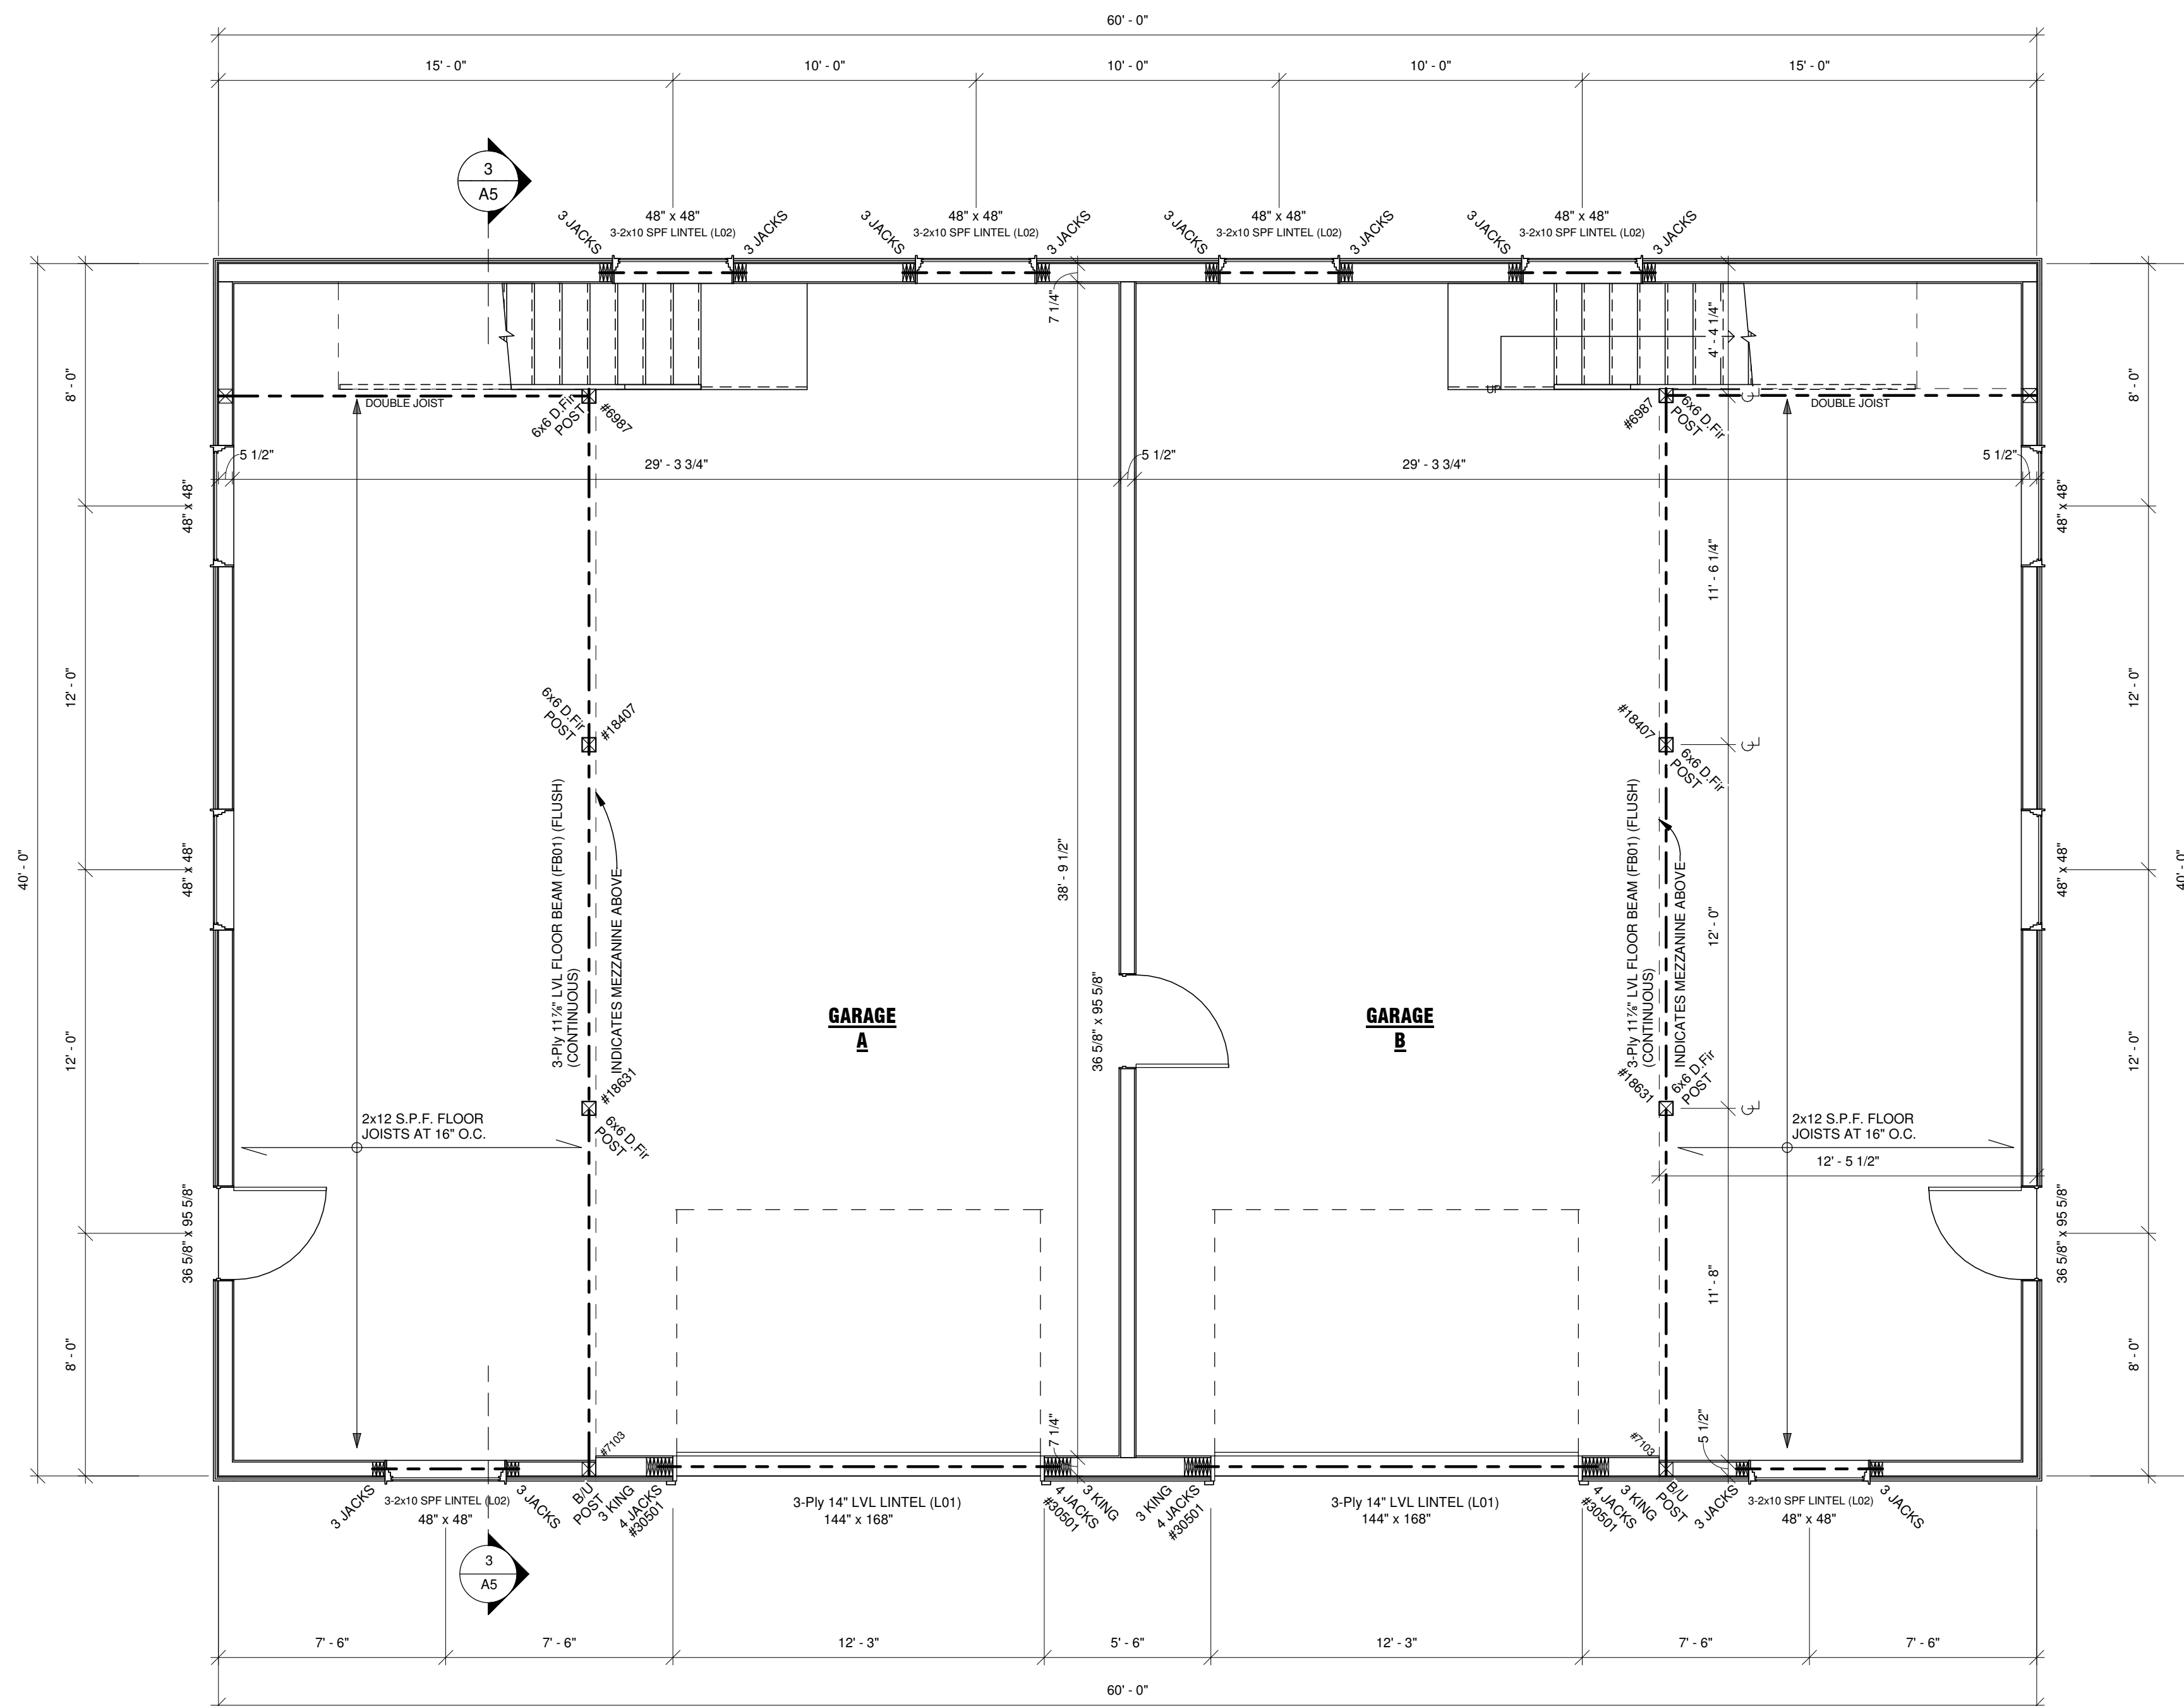 60' - 0"
15' - 0"
10' - 0"
10' - 0"
10' - 0"
15' - 0"
3
A5
3 JACKS
48" x 48"
3-2x10 SPF LINTEL (L02)
3 JACKS
3 JACKS
48" x 48"
3-2x10 SPF LINTEL (L02)
3 JACKS
3 JACKS
48" x 48"
3-2x10 SPF LINTEL (L02)
3 JACKS
3 JACKS
48" x 48"
3-2x10 SPF LINTEL (L02)
3 JACKS
7 1/4"
4' - 4 1/4"
8' - 0"
8' - 0"
DOUBLE JOIST
6x6 D.Fir
POST
#6987
UP
#6987
6x6 D.Fir
POST
DOUBLE JOIST
5 1/2"
29' - 3 3/4"
5 1/2"
29' - 3 3/4"
5 1/2"
48" x 48"
48" x 48"
11' - 6 1/4"
12' - 0"
12' - 0"
6x6 D.Fir
POST
#18407
#18407
6x6 D.Fir
POST
40' - 0"
48" x 48"
3-Ply 11⅞" LVL FLOOR BEAM (FB01) (FLUSH)
(CONTINUOUS)
INDICATES MEZZANINE ABOVE
38' - 9 1/2"
3-Ply 11⅞" LVL FLOOR BEAM (FB01) (FLUSH)
(CONTINUOUS)
INDICATES MEZZANINE ABOVE
12' - 0"
48" x 48"
40' - 0"
GARAGE
A
36 5/8" x 95 5/8"
GARAGE
B
12' - 0"
12' - 0"
#18631
6x6 D.Fir
POST
#18631
6x6 D.Fir
POST
2x12 S.P.F. FLOOR
JOISTS AT 16" O.C.
2x12 S.P.F. FLOOR
JOISTS AT 16" O.C.
12' - 5 1/2"
36 5/8" x 95 5/8"
36 5/8" x 95 5/8"
11' - 8"
8' - 0"
8' - 0"
#7103
7 1/4"
#7103
5 1/2"
3 JACKS
3-2x10 SPF LINTEL (L02)
48" x 48"
3 JACKS
B/U
POST
3 KING
4 JACKS
#30501
3-Ply 14" LVL LINTEL (L01)
144" x 168"
3 KING
4 JACKS
#30501
3 KING
4 JACKS
#30501
3-Ply 14" LVL LINTEL (L01)
144" x 168"
#30501
4 JACKS
3 KING
B/U
POST
3 JACKS
3-2x10 SPF LINTEL (L02)
48" x 48"
3 JACKS
3
A5
7' - 6"
7' - 6"
12' - 3"
5' - 6"
12' - 3"
7' - 6"
7' - 6"
60' - 0"